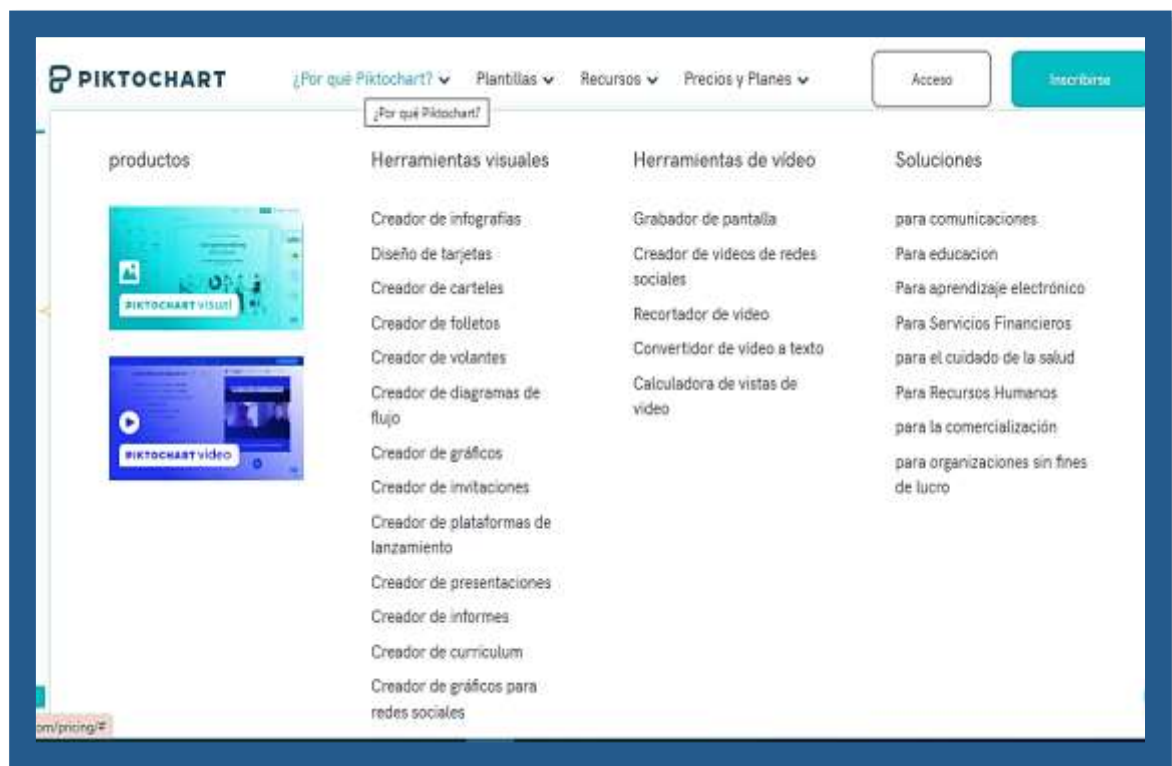 PIKTOCHART
¿Por qué Piktochart?
Plantillas
Recursos
Precios y Planes
Acceso
Inscribirse
¿Por qué Piktochart?
productos
PIKTOCHART visual
PIKTOCHART video
Herramientas visuales
Creador de infografías
Diseño de tarjetas
Creador de carteles
Creador de folletos
Creador de volantes
Creador de diagramas de
flujo
Creador de gráficos
Creador de invitaciones
Creador de plataformas de
lanzamiento
Creador de presentaciones
Creador de informes
Creador de curriculum
Creador de gráficos para
redes sociales
Herramientas de vídeo
Grabador de pantalla
Creador de videos de redes
sociales
Recortador de video
Convertidor de video a texto
Calculadora de vistas de
video
Soluciones
para comunicaciones
Para educacion
Para aprendizaje electrónico
Para Servicios Financieros
para el cuidado de la salud
Para Recursos Humanos
para la comercialización
para organizaciones sin fines
de lucro
om/pricing/#